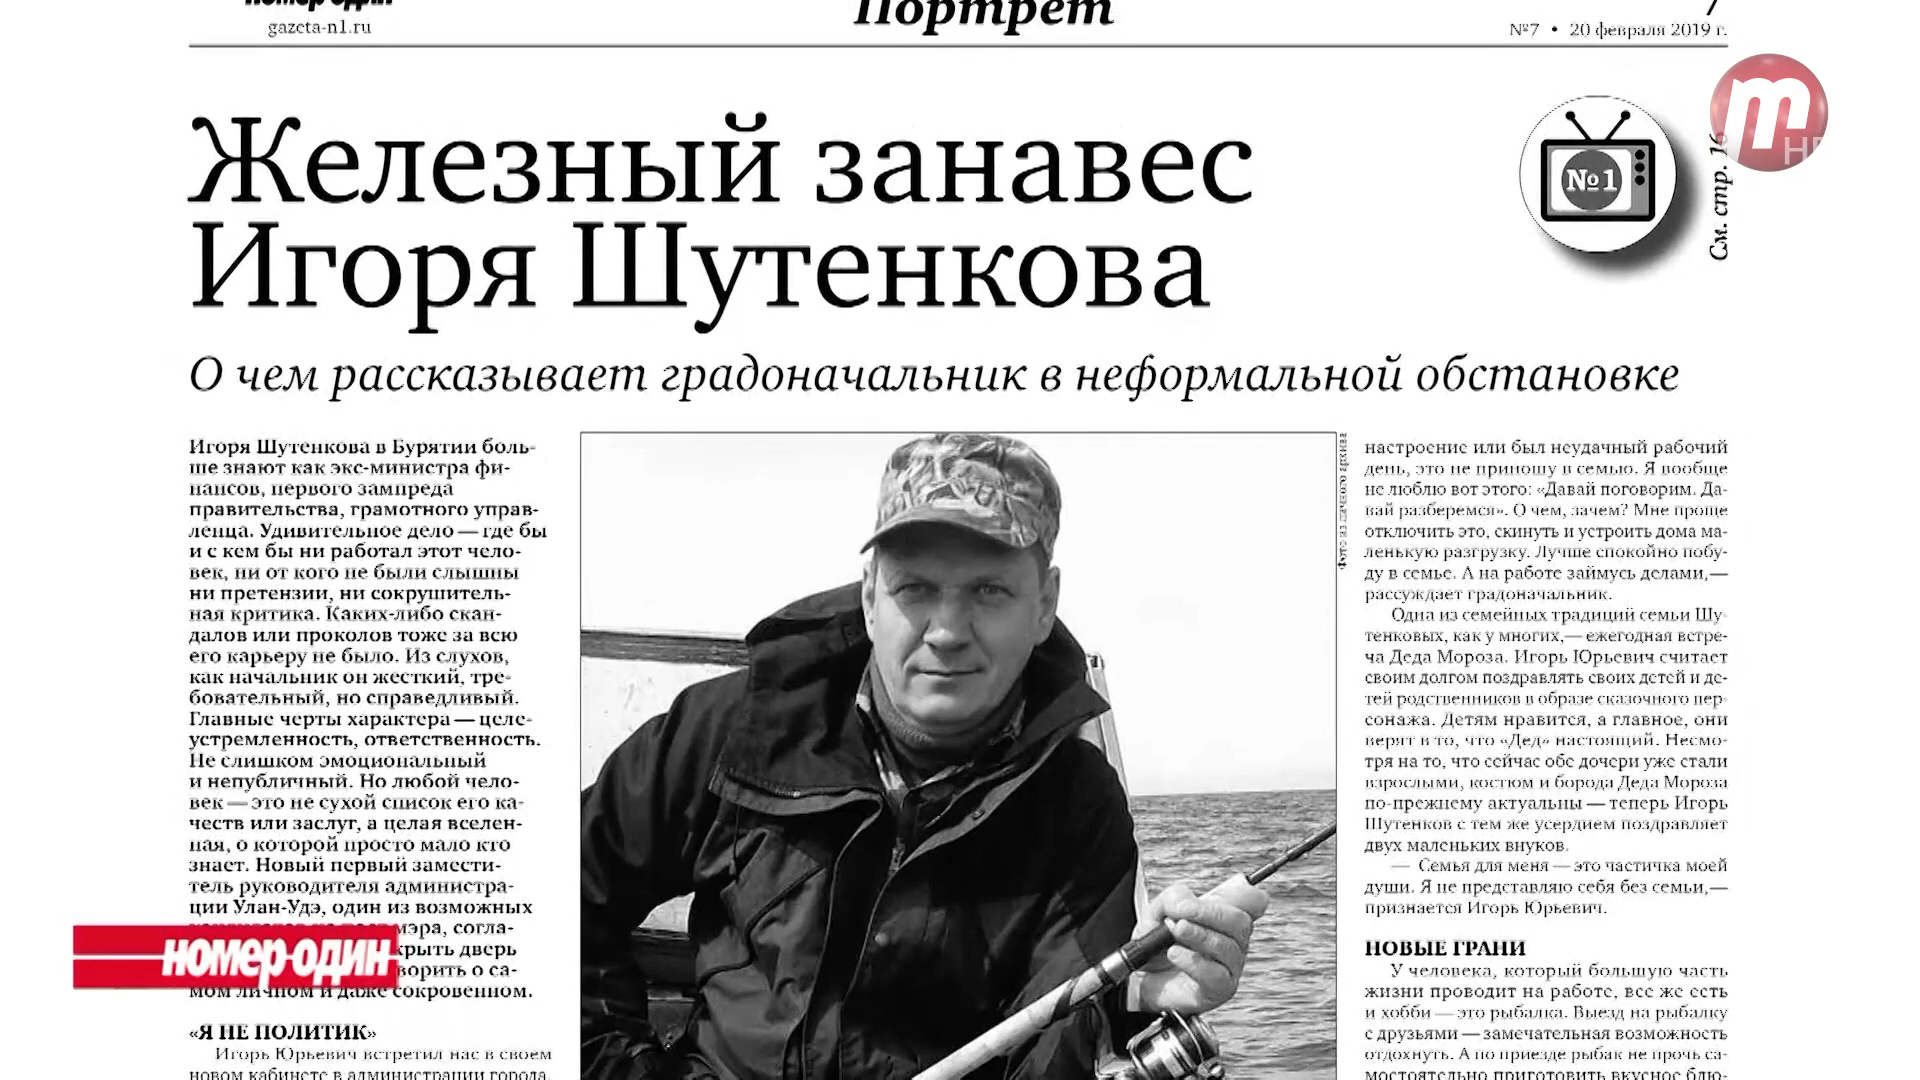 номер один
gazeta-n1.ru
Портрет
№7 • 20 февраля 2019 г.
7
Железный занавес
Игоря Шутенкова
О чем рассказывает градоначальник в неформальной обстановке
№1
См. стр. 16
Игоря Шутенкова в Бурятии боль-
ше знают как экс-министра фи-
нансов, первого зампреда
правительства, грамотного управ-
ленца. Удивительное дело — где бы
и с кем бы ни работал этот чело-
век, ни от кого не были слышны
ни претензии, ни сокрушитель-
ная критика. Каких-либо скан-
далов или проколов тоже за всю
его карьеру не было. Из слухов,
как начальник он жесткий, тре-
бовательный, но справедливый.
Главные черты характера — целе-
устремленность, ответственность.
Не слишком эмоциональный
и непубличный. Но любой чело-
век — это не сухой список его ка-
честв или заслуг, а целая вселен-
ная, о которой просто мало кто
знает. Новый первый замести-
тель руководителя администра-
ции Улан-Удэ, один из возможных
мэра, согла-
крыть дверь
ворить о са-
мом личном и даже сокровенном.
«Я НЕ ПОЛИТИК»
Игорь Юрьевич встретил нас в своем
новом кабинете в администрации города.
Фото из личного архива
настроение или был неудачный рабочий
день, это не приношу в семью. Я вообще
не люблю вот этого: «Давай поговорим. Да-
вай разберемся». О чем, зачем? Мне проще
отключить это, скинуть и устроить дома ма-
ленькую разгрузку. Лучше спокойно побу-
ду в семье. А на работе займусь делами,—
рассуждает градоначальник.
Одна из семейных традиций семьи Шу-
тенковых, как у многих,— ежегодная встре-
ча Деда Мороза. Игорь Юрьевич считает
своим долгом поздравлять своих детей и де-
тей родственников в образе сказочного пер-
сонажа. Детям нравится, а главное, они
верят в то, что «Дед» настоящий. Несмо-
тря на то, что сейчас обе дочери уже стали
взрослыми, костюм и борода Деда Мороза
по-прежнему актуальны — теперь Игорь
Шутенков с тем же усердием поздравляет
двух маленьких внуков.
— Семья для меня — это частичка моей
души. Я не представляю себя без семьи,—
признается Игорь Юрьевич.
НОВЫЕ ГРАНИ
У человека, который большую часть
жизни проводит на работе, все же есть
и хобби — это рыбалка. Выезд на рыбалку
с друзьями — замечательная возможность
отдохнуть. А по приезде рыбак не прочь са-
мостоятельно приготовить вкусное блю-
номер один